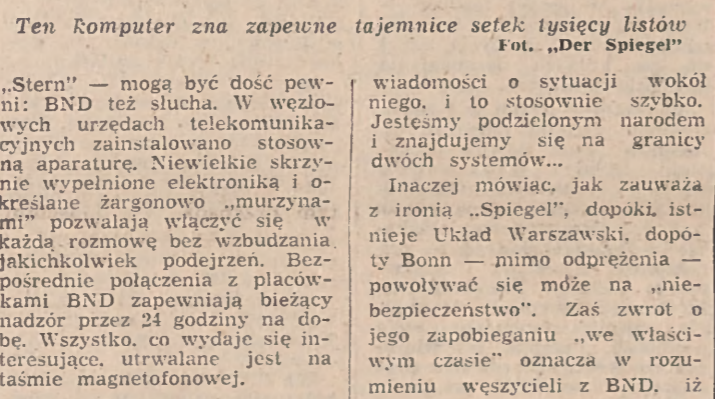 Ten komputer zna zapewne tajemnice setek tysięcy listów
Fot. „Der Spiegel”
„Stern” — mogą być dość pew-
ni: BND też słucha. W węzło-
wych urzędach telekomunika-
cyjnych zainstalowano stosow-
ną aparaturę. Niewielkie skrzy-
nie wypełnione elektroniką i o-
kreślane żargonowo „murzyna-
mi” pozwalają włączyć się w
każdą rozmowę bez wzbudzania
jakichkolwiek podejrzeń. Bez-
pośrednie połączenia z placów-
kami BND zapewniają bieżący
nadzór przez 24 godziny na do-
bę. Wszystko, co wydaje się in-
teresujące, utrwalane jest na
taśmie magnetofonowej.
wiadomości o sytuacji wokół
niego, i to stosownie szybko.
Jesteśmy podzielonym narodem
i znajdujemy się na granicy
dwóch systemów...
Inaczej mówiąc, jak zauważa
z ironią „Spiegel”, dopóki, ist-
nieje Układ Warszawski, dopó-
ty Bonn — mimo odprężenia —
powoływać się może na „nie-
bezpieczeństwo”. Zaś zwrot o
jego zapobieganiu „we właści-
wym czasie” oznacza w rozu-
mieniu węszycieli z BND, iż